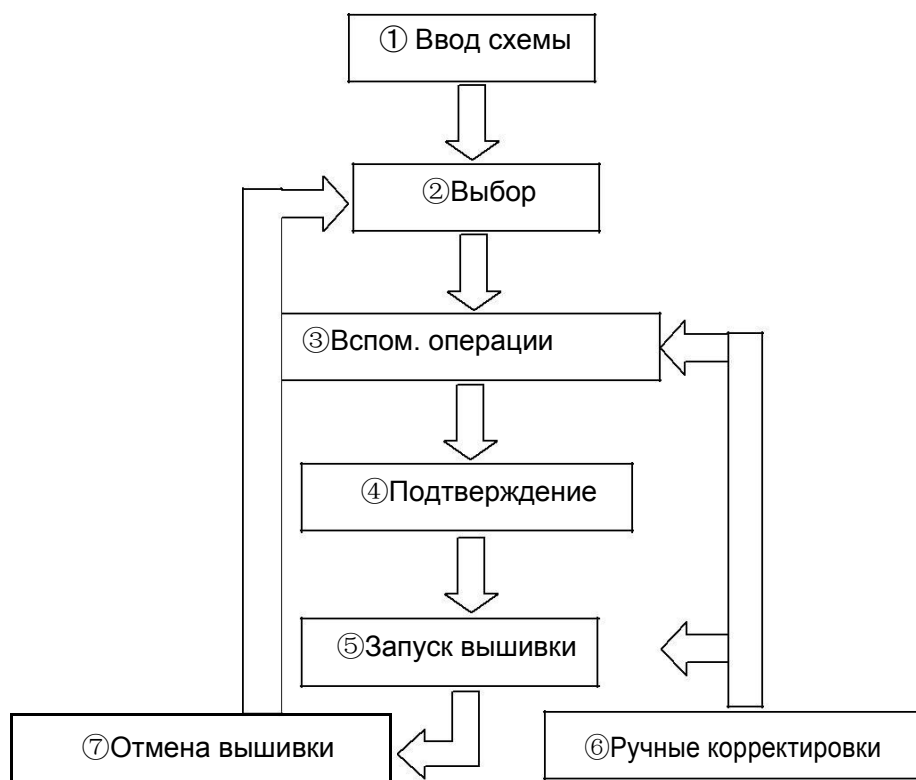 ① Ввод схемы
②Выбор
③Вспом. операции
④Подтверждение
⑤Запуск вышивки
⑦Отмена вышивки
⑥Ручные корректировки